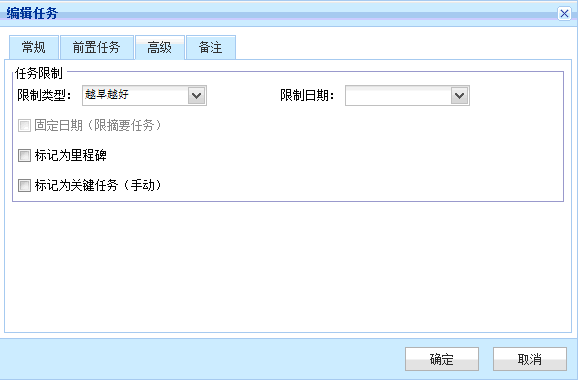 编辑任务
常规 前置任务 高级 备注
任务限制
限制类型： 越早越好 限制日期：
固定日期（限摘要任务）
标记为里程碑
标记为关键任务（手动）
确定 取消